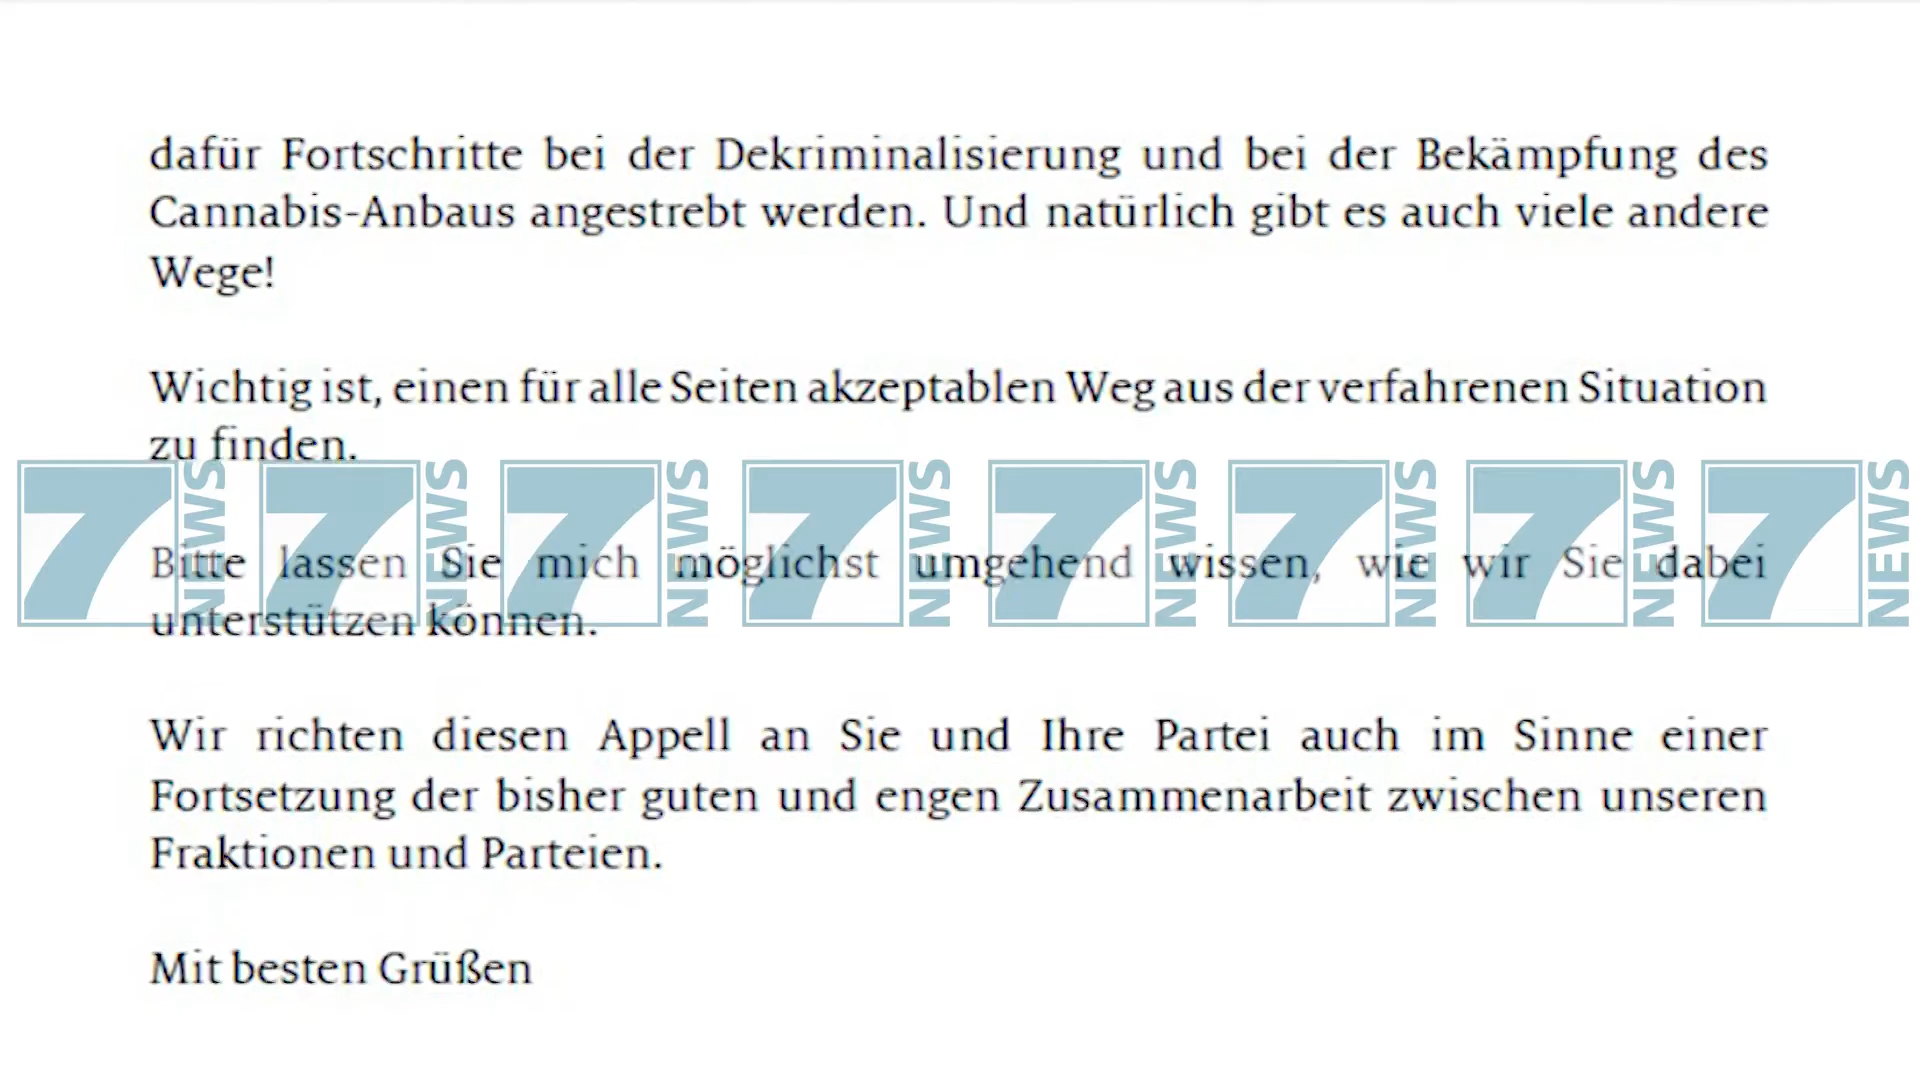 dafür Fortschritte bei der Dekriminalisierung und bei der Bekämpfung des
Cannabis-Anbaus angestrebt werden. Und natürlich gibt es auch viele andere
Wege!
Wichtig ist, einen für alle Seiten akzeptablen Weg aus der verfahrenen Situation
zu finden.
7 NEWS 7 NEWS 7 NEWS 7 NEWS 7 NEWS 7 NEWS 7 NEWS 7 NEWS
Bitte lassen Sie mich möglichst umgehend wissen, wie wir Sie dabei
unterstützen können.
Wir richten diesen Appell an Sie und Ihre Partei auch im Sinne einer
Fortsetzung der bisher guten und engen Zusammenarbeit zwischen unseren
Fraktionen und Parteien.
Mit besten Grüßen